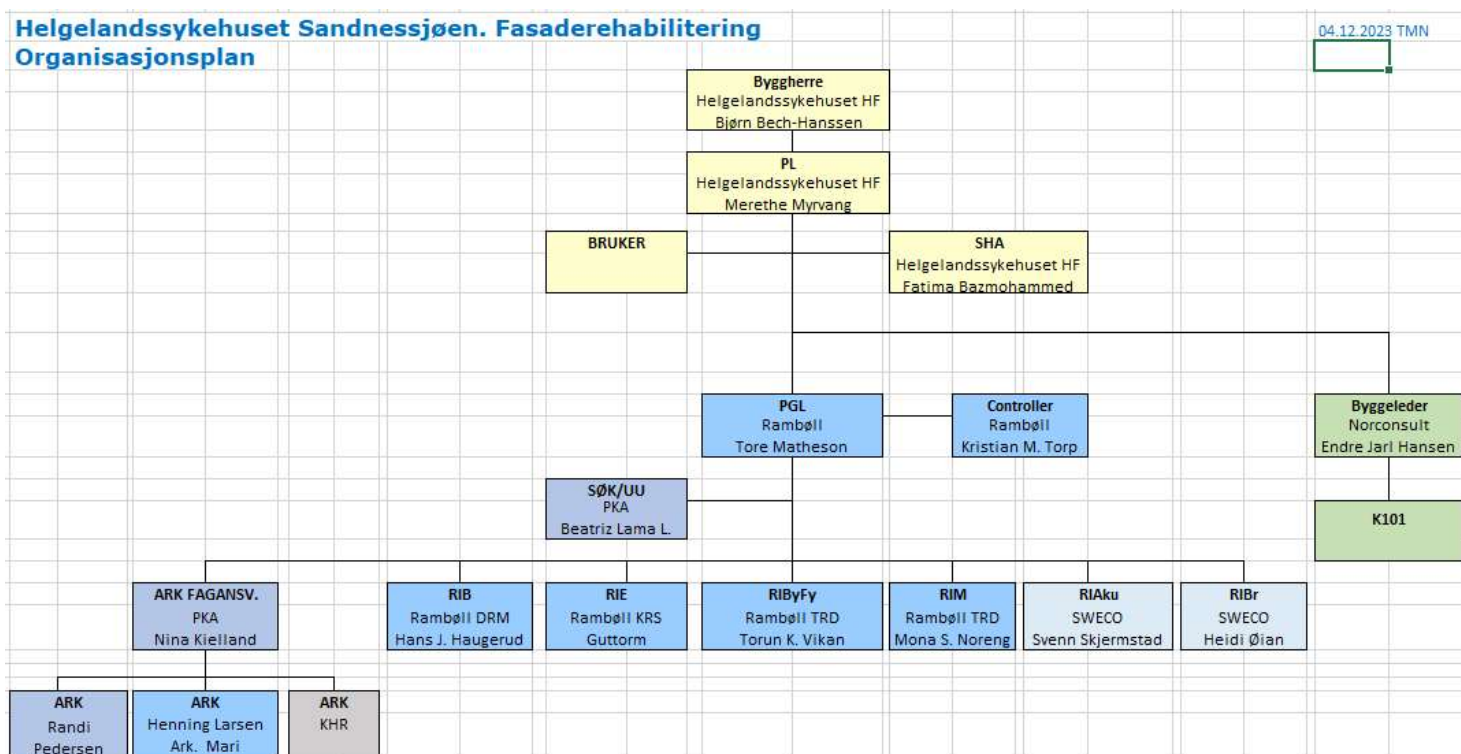 Helgelandssykehuset Sandnessjøen. Fasaderehabilitering
Organisasjonsplan
04.12.2023 TMN
Byggherre
Helgelandssykehuset HF
Bjørn Bech-Hanssen
PL
Helgelandssykehuset HF
Merethe Myrvang
BRUKER
SHA
Helgelandssykehuset HF
Fatima Bazmohammed
PGL
Rambøll
Tore Matheson
Controller
Rambøll
Kristian M. Torp
Byggeleder
Norconsult
Endre Jarl Hansen
SØK/UU
PKA
Beatriz Lama L.
K101
ARK FAGANSV.
PKA
Nina Kielland
RIB
Rambøll DRM
Hans J. Haugerud
RIE
Rambøll KRS
Guttorm
RIByFy
Rambøll TRD
Torun K. Vikan
RIM
Rambøll TRD
Mona S. Noreng
RIAku
SWECO
Svenn Skjermstad
RIBr
SWECO
Heidi Øian
ARK
Randi
Pedersen
ARK
Henning Larsen
Ark. Mari
ARK
KHR